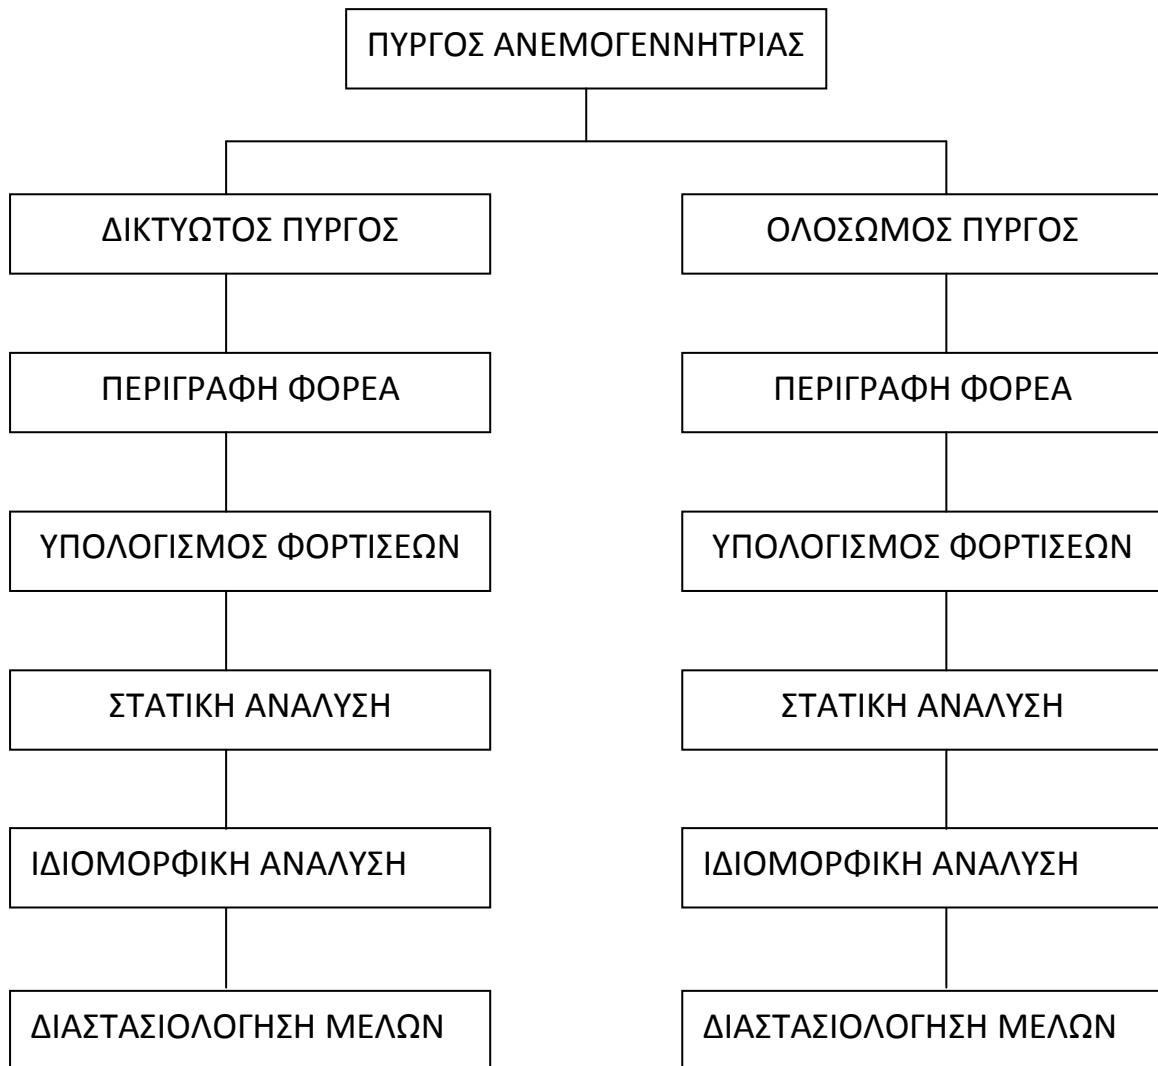 ΠΥΡΓΟΣ ΑΝΕΜΟΓΕΝΝΗΤΡΙΑΣ
ΔΙΚΤΥΩΤΟΣ ΠΥΡΓΟΣ
ΟΛΟΣΩΜΟΣ ΠΥΡΓΟΣ
ΠΕΡΙΓΡΑΦΗ ΦΟΡΕΑ
ΠΕΡΙΓΡΑΦΗ ΦΟΡΕΑ
ΥΠΟΛΟΓΙΣΜΟΣ ΦΟΡΤΙΣΕΩΝ
ΥΠΟΛΟΓΙΣΜΟΣ ΦΟΡΤΙΣΕΩΝ
ΣΤΑΤΙΚΗ ΑΝΑΛΥΣΗ
ΣΤΑΤΙΚΗ ΑΝΑΛΥΣΗ
ΙΔΙΟΜΟΡΦΙΚΗ ΑΝΑΛΥΣΗ
ΙΔΙΟΜΟΡΦΙΚΗ ΑΝΑΛΥΣΗ
ΔΙΑΣΤΑΣΙΟΛΟΓΗΣΗ ΜΕΛΩΝ
ΔΙΑΣΤΑΣΙΟΛΟΓΗΣΗ ΜΕΛΩΝ